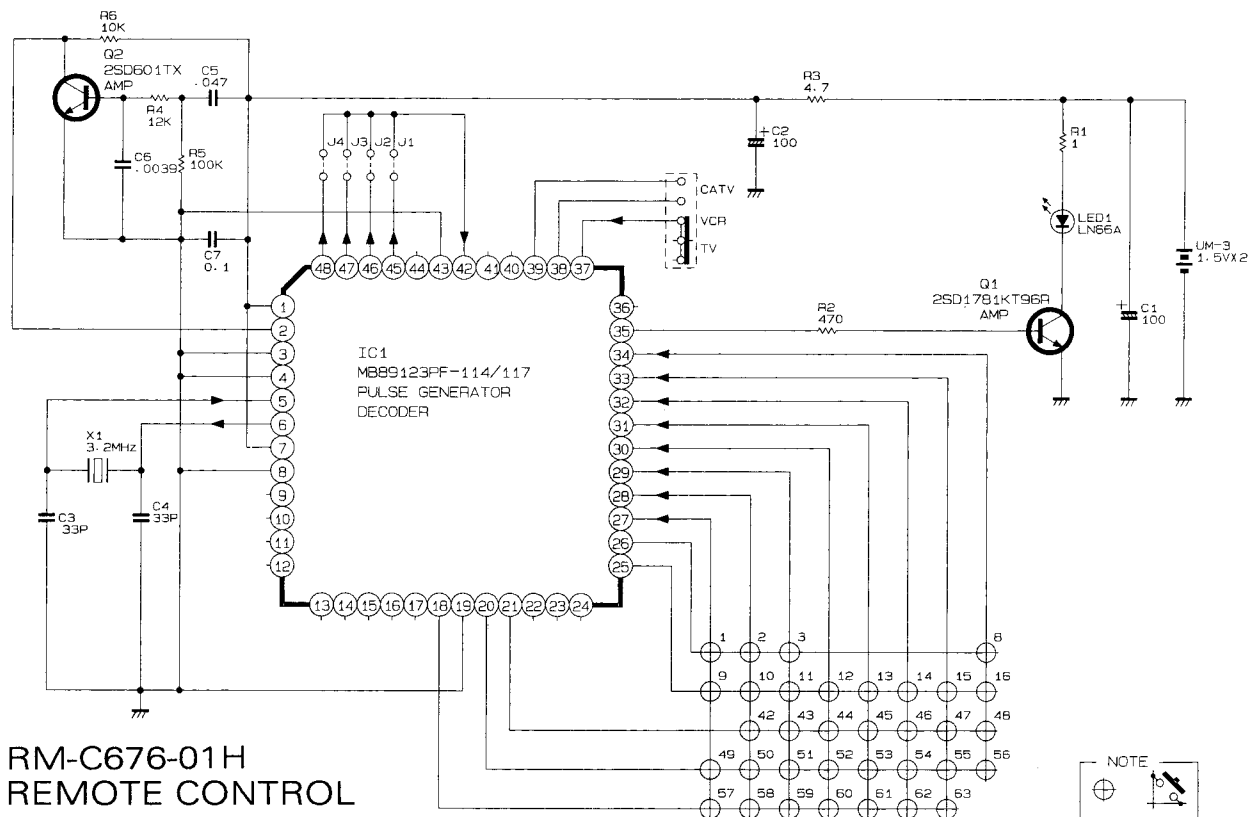 R6
10K
Q2
2SD601TX
AMP
C5
.047
R4
12K
C6
.0039
R5
100K
C7
0.1
J4 J3 J2 J1
R3
4.7
C2
100
R1
1
LED1
LN66A
UM-3
1.5VX2
C1
100
Q1
2SD1781KT96R
AMP
R2
470
CATV
VCR
TV
48 47 46 45 44 43 42 41 40 39 38 37
1
2
3
4
5
6
7
8
9
10
11
12
IC1
MB89123PF-114/117
PULSE GENERATOR
DECODER
36
35
34
33
32
31
30
29
28
27
26
25
13 14 15 16 17 18 19 20 21 22 23 24
X1
3.2MHz
C3
33P
C4
33P
1 2 3 8
9 10 11 12 13 14 15 16
42 43 44 45 46 47 48
49 50 51 52 53 54 55 56
57 58 59 60 61 62 63
RM-C676-01H
REMOTE CONTROL
NOTE